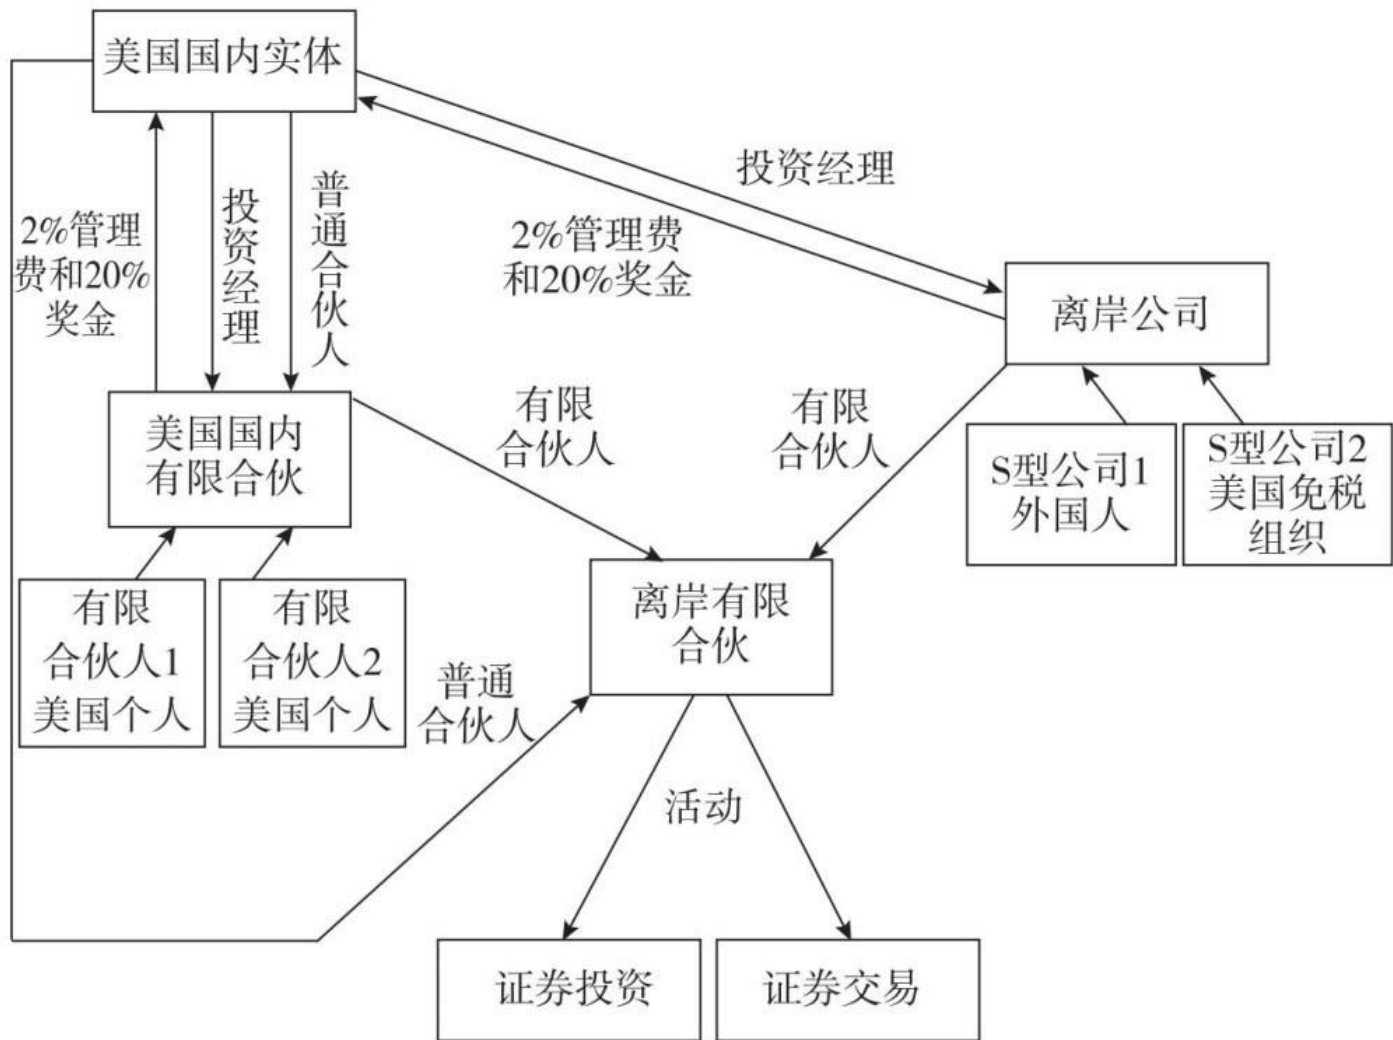 美国国内实体
投资经理
2%管理费
和20%奖金
2%管理
费和20%
奖金
投资经理
普通合伙人
离岸公司
美国国内
有限合伙
有限
合伙人
有限
合伙人
S型公司1
外国人
S型公司2
美国免税
组织
有限
合伙人1
美国个人
有限
合伙人2
美国个人
离岸有限
合伙
普通
合伙人
活动
证券投资
证券交易